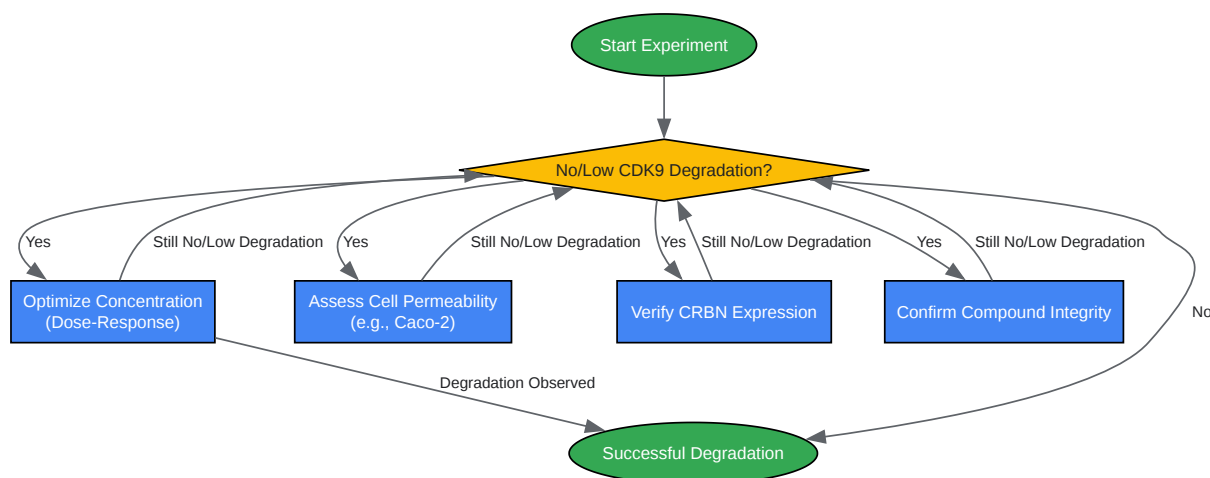 Start Experiment
No/Low CDK9 Degradation?
Yes
Still No/Low Degradation
Yes
Still No/Low Degradation
Yes
Still No/Low Degradation
Yes
Still No/Low Degradation
Optimize Concentration
(Dose-Response)
Assess Cell Permeability
(e.g., Caco-2)
Verify CRBN Expression
Confirm Compound Integrity
No
Degradation Observed
Successful Degradation